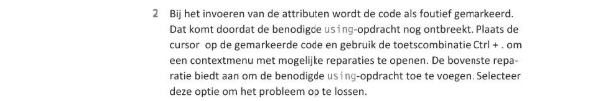 2 Bij het invoeren van de attributen wordt de code als foutief gemarkeerd.
Dat komt doordat de benodigde using-opdracht nog ontbreekt. Plaats de
cursor op de gemarkeerde code en gebruik de toetscombinatie Ctrl + . om
een contextmenu met mogelijke reparaties te openen. De bovenste repa-
ratie biedt aan om de benodigde using-opdracht toe te voegen. Selecteer
deze optie om het probleem op te lossen.